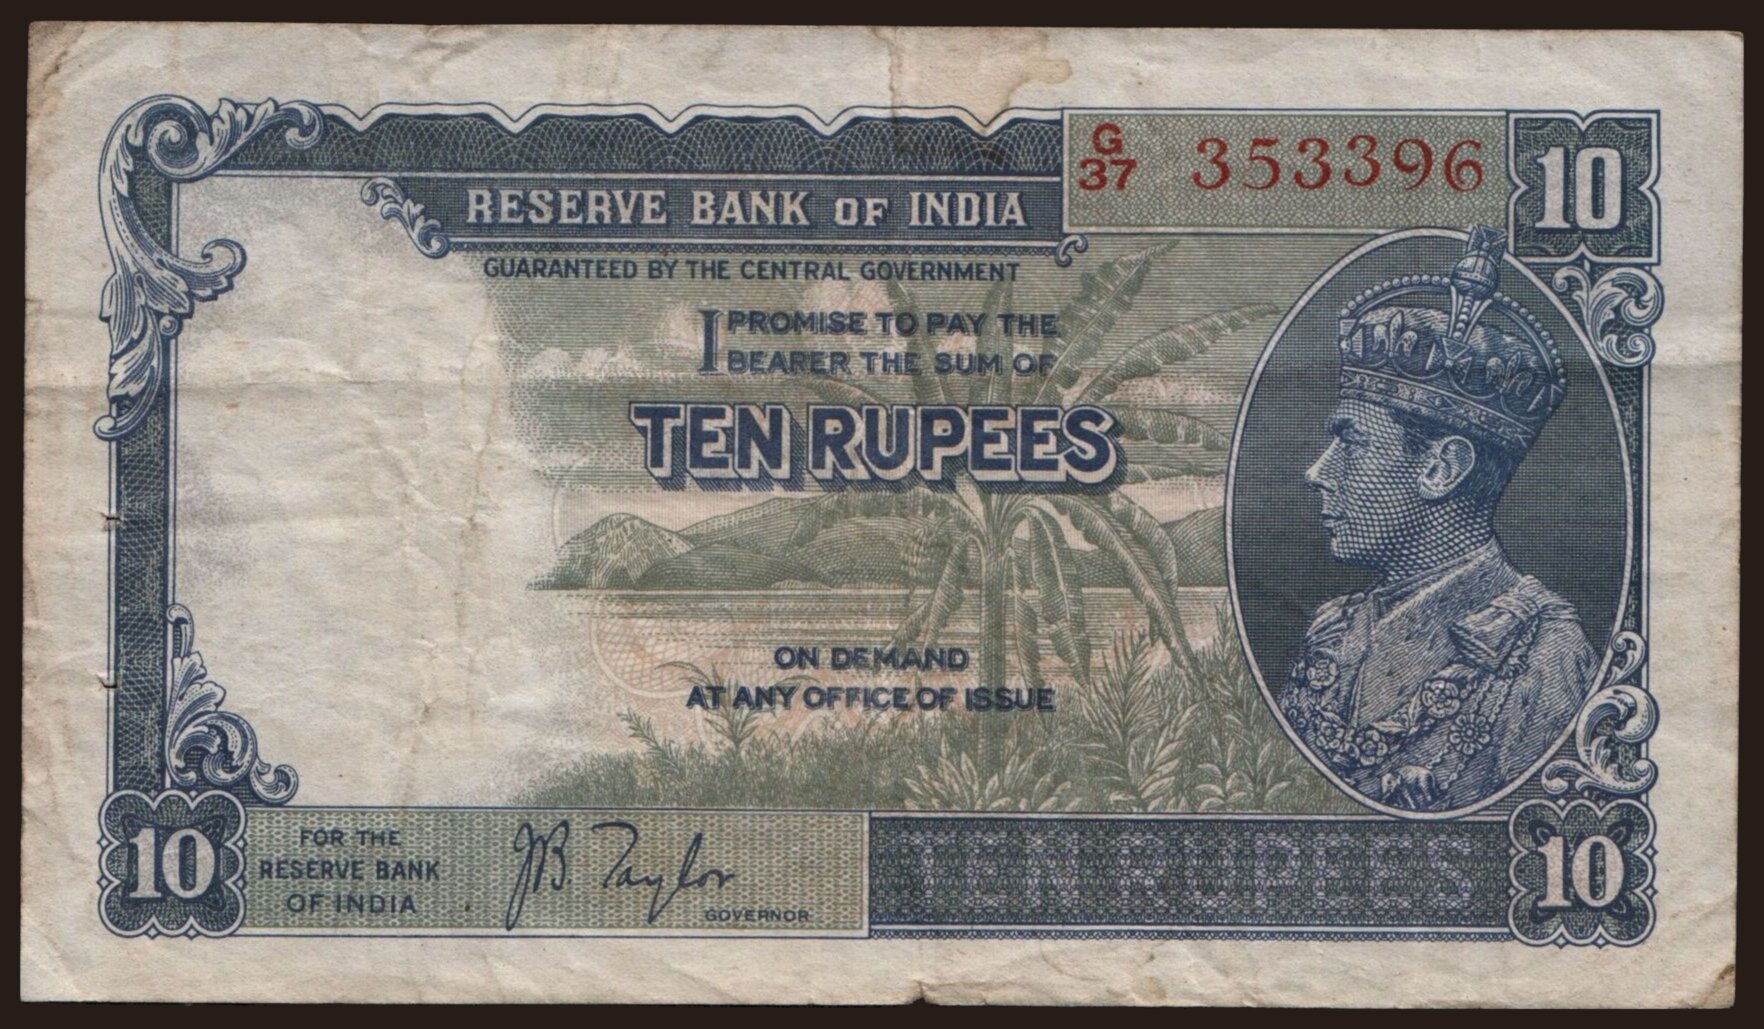 G
37 353396 10
RESERVE BANK OF INDIA
GUARANTEED BY THE CENTRAL GOVERNMENT
I PROMISE TO PAY THE
BEARER THE SUM OF
TEN RUPEES
ON DEMAND
AT ANY OFFICE OF ISSUE
10 FOR THE
RESERVE BANK
OF INDIA
JB. Taylor
GOVERNOR
TEN RUPEES
10